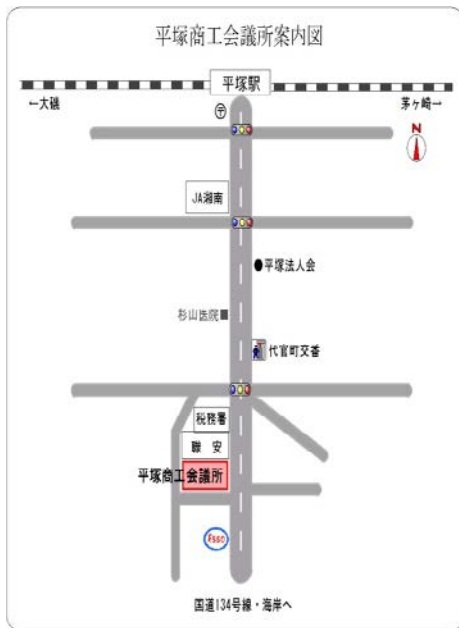 平塚商工会議所案内図
平塚駅
←大磯
茅ヶ崎→
〒
N
JA湘南
●平塚法人会
杉山医院■
代官町交番
税務署
職 安
平塚商工会議所
Esso
国道134号線・海岸へ